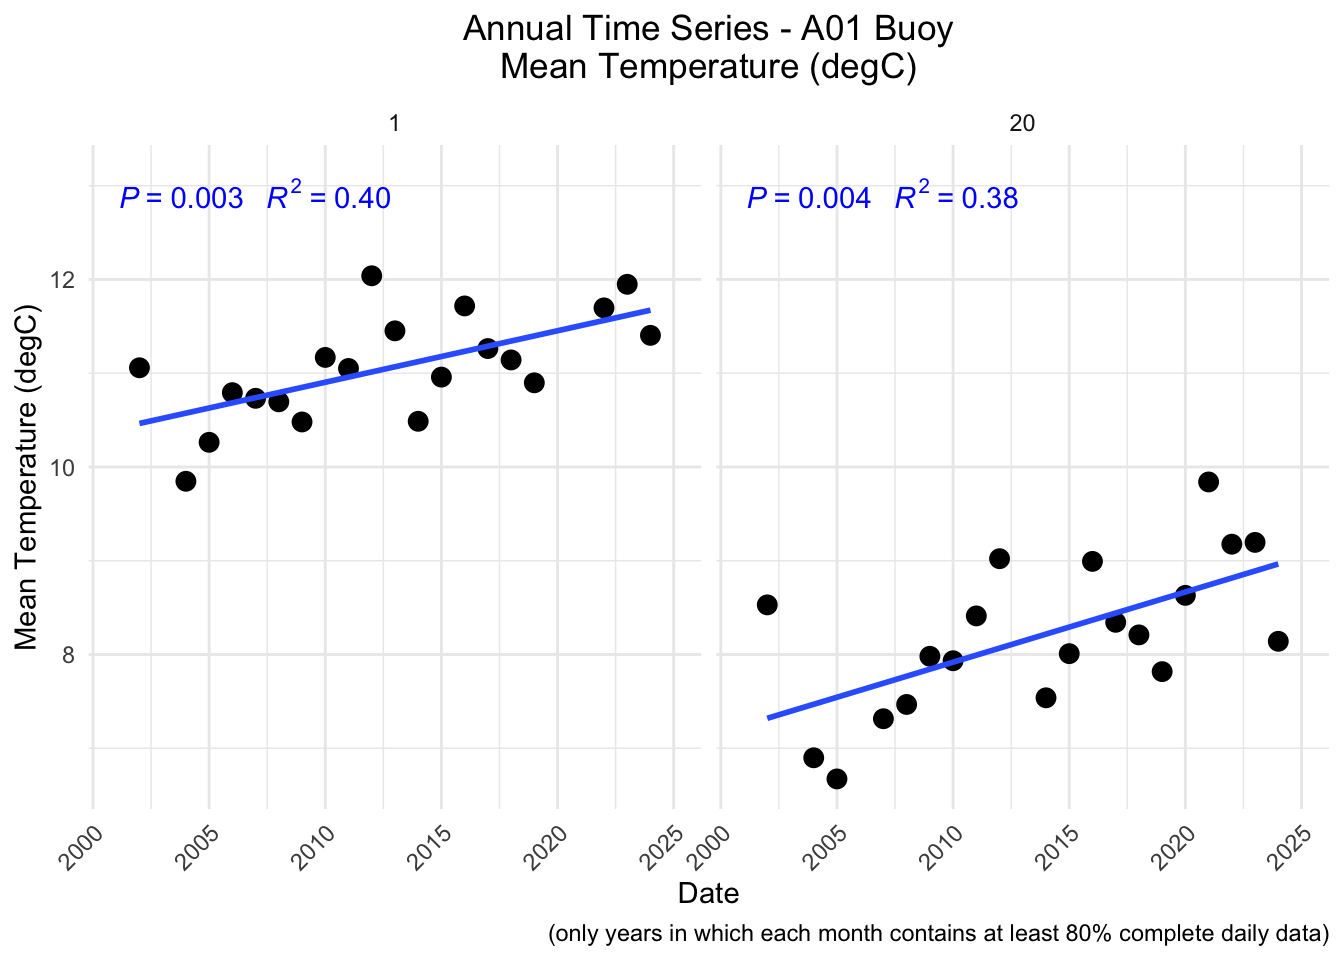 Annual Time Series - A01 Buoy
Mean Temperature (degC)
1
20
P = 0.003 R² = 0.40
P = 0.004 R² = 0.38
Mean Temperature (degC)
12
10
8
2000 2005 2010 2015 2020 2025
2000 2005 2010 2015 2020 2025
Date
(only years in which each month contains at least 80% complete daily data)